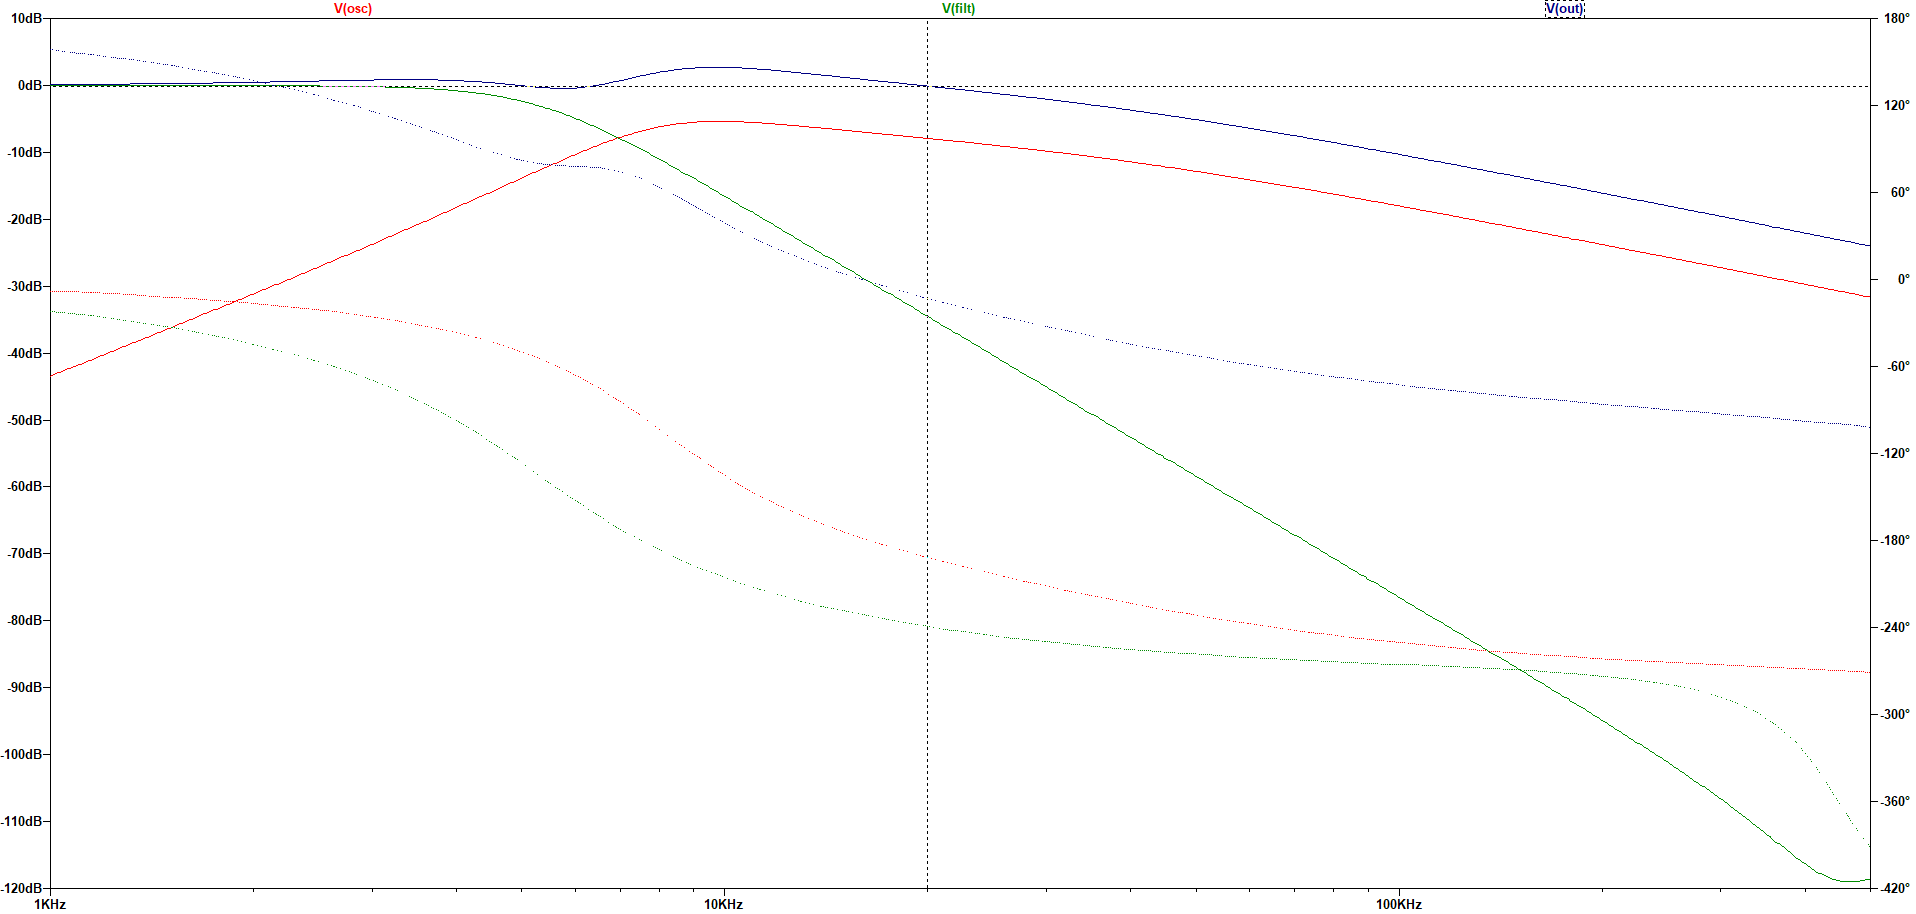 V(osc) V(filt) V(out)
10dB 180°
0dB
120°
-10dB
60°
-20dB
0°
-30dB
-40dB -60°
-50dB
-120°
-60dB
-70dB -180°
-80dB -240°
-90dB
-300°
-100dB
-360°
-110dB
-120dB -420°
1KHz 10KHz 100KHz